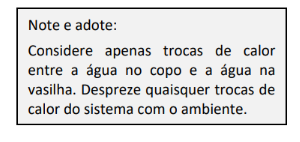 Note e adote:
Considere apenas trocas de calor
entre a água no copo e a água na
vasilha. Despreze quaisquer trocas de
calor do sistema com o ambiente.